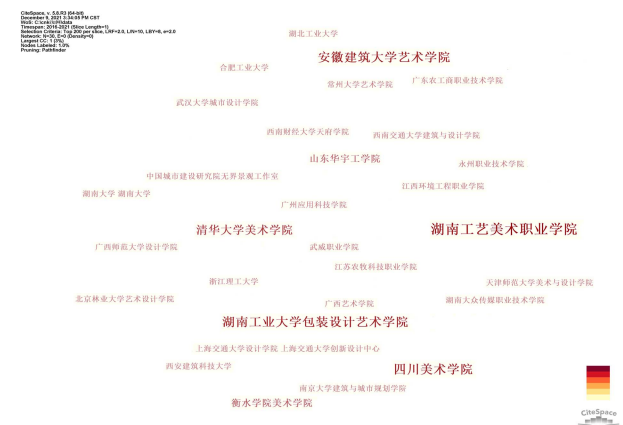 CiteSpace, v. 5.8.R3 (64-bit)
December 9, 2021 3:34:05 PM CST
Timespan: 2016-2021 (Slice Length=1)
Selection Criteria: Top 200 per slice, LRF=2.0, L/N=10, LBY=8, e=2.0
Network: N=30, E=0 (Density=0)
Largest CC: 1 (3%)
Nodes Labeled: 1.0%
Pruning: Pathfinder
湖北工业大学
安徽建筑大学艺术学院
合肥工业大学
常州大学艺术学院
广东农工商职业技术学院
武汉大学城市设计学院
西南财经大学天府学院
西南交通大学建筑与设计学院
山东华宇工学院
永州职业技术学院
中国城市建设研究院无界景观工作室
江西环境工程职业学院
湖南大学 湖南大学
广州应用科技学院
清华大学美术学院
湖南工艺美术职业学院
广西师范大学设计学院
武威职业学院
江苏农牧科技职业学院
浙江理工大学
天津师范大学美术与设计学院
北京林业大学艺术设计学院
广西艺术学院
湖南大众传媒职业技术学院
湖南工业大学包装设计艺术学院
上海交通大学设计学院 上海交通大学创新设计中心
西安建筑科技大学
四川美术学院
南京大学建筑与城市规划学院
衡水学院美术学院
CiteSpace